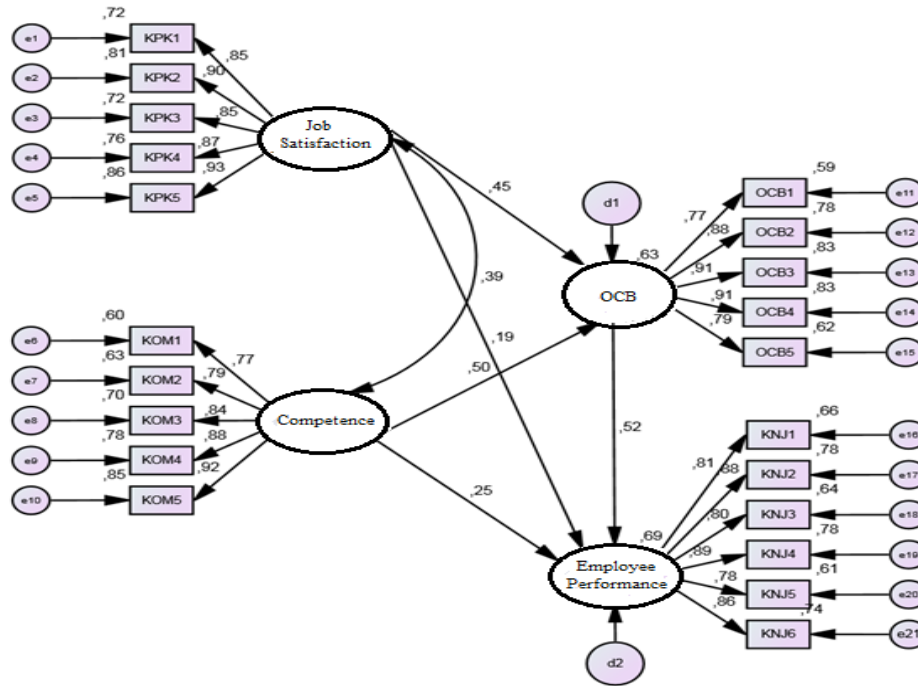 ,72
e1
KPK1
,85
,81
e2
KPK2
,90
,72
e3
KPK3
,85
,76
e4
KPK4
,87
,86
e5
KPK5
,93
Job
Satisfaction
,45
,39
,19
,50
,25
,52
,60
e6
KOM1
,77
,63
e7
KOM2
,79
,70
e8
KOM3
,84
,78
e9
KOM4
,88
,85
e10
KOM5
,92
Competence
d1
,63
OCB
,59
,77
OCB1
e11
,78
,88
OCB2
e12
,83
,91
OCB3
e13
,83
,91
OCB4
e14
,62
,79
OCB5
e15
,69
Employee
Performance
d2
,66
,81
KNJ1
e16
,78
,88
KNJ2
e17
,64
,80
KNJ3
e18
,78
,89
KNJ4
e19
,61
,78
KNJ5
e20
,74
,86
KNJ6
e21